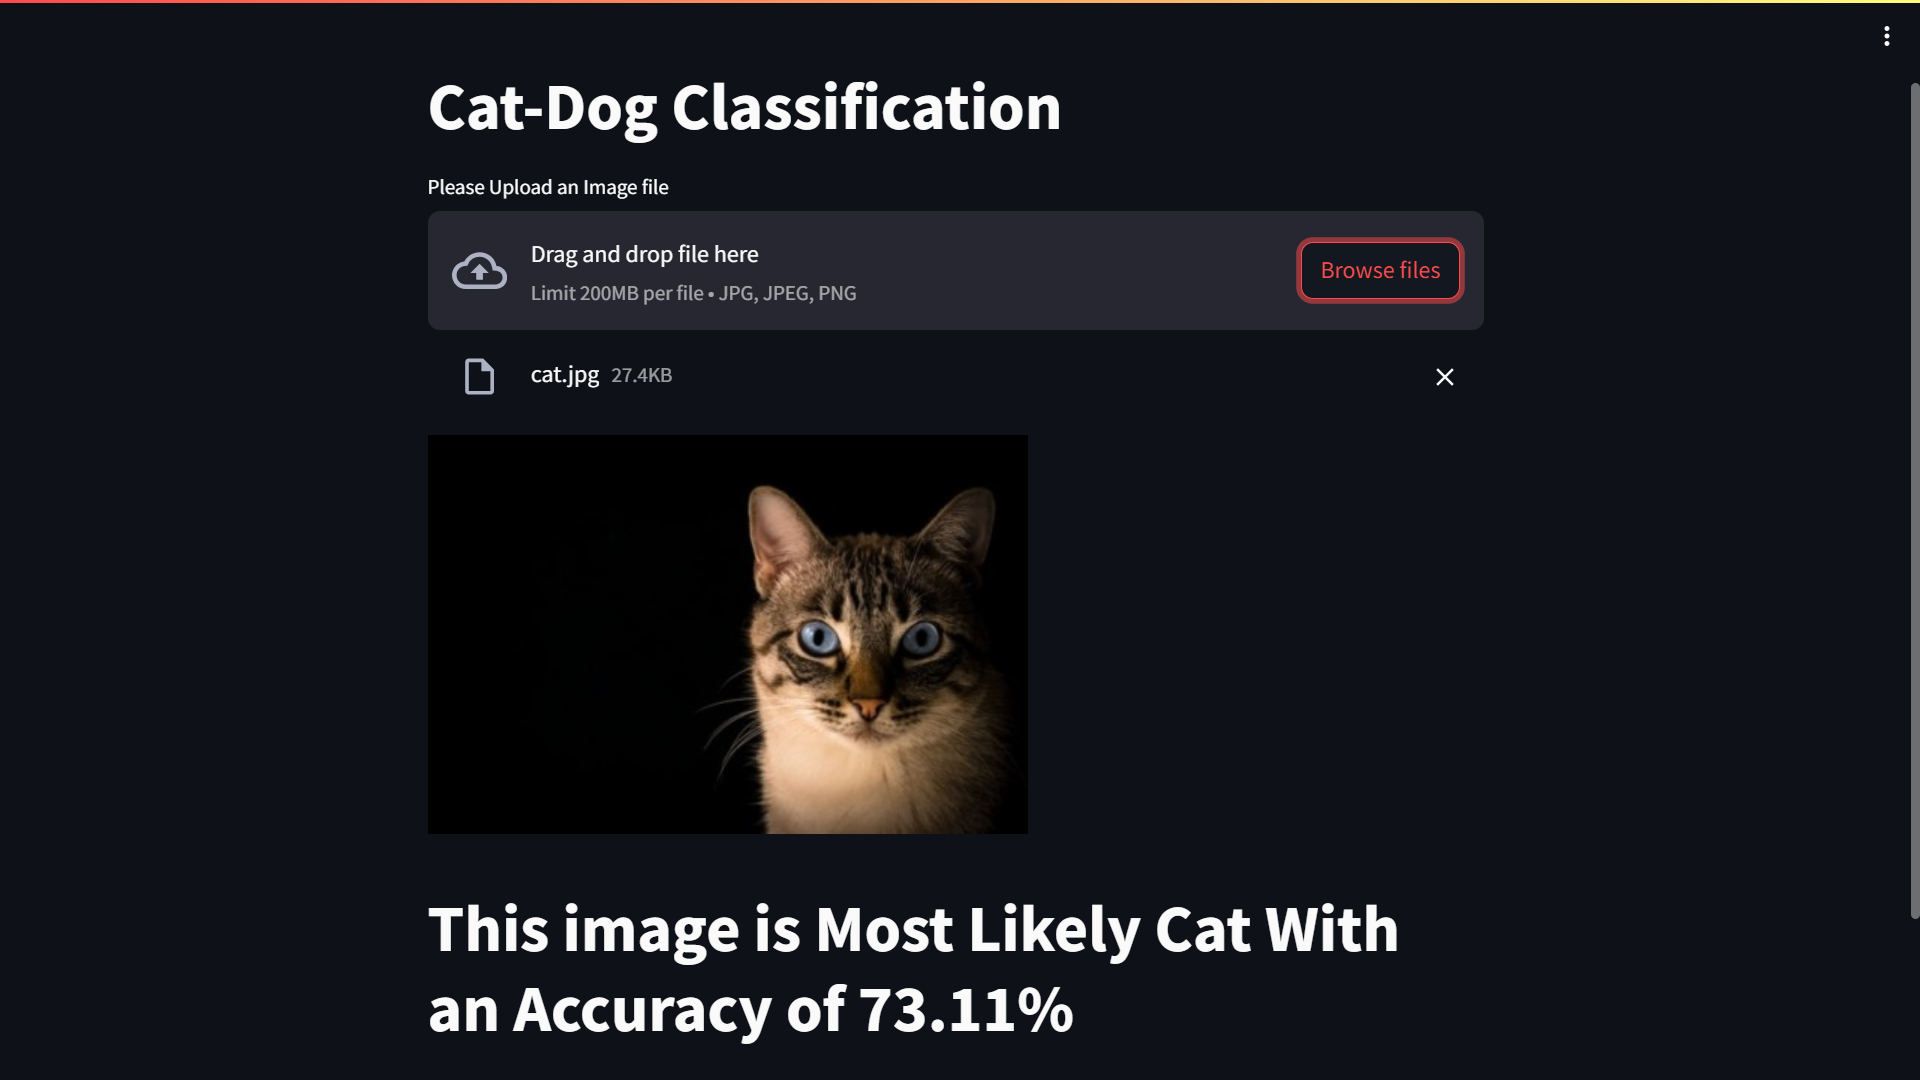 Cat-Dog Classification
Please Upload an Image file
Drag and drop file here
Limit 200MB per file • JPG, JPEG, PNG
Browse files
cat.jpg 27.4KB
This image is Most Likely Cat With
an Accuracy of 73.11%